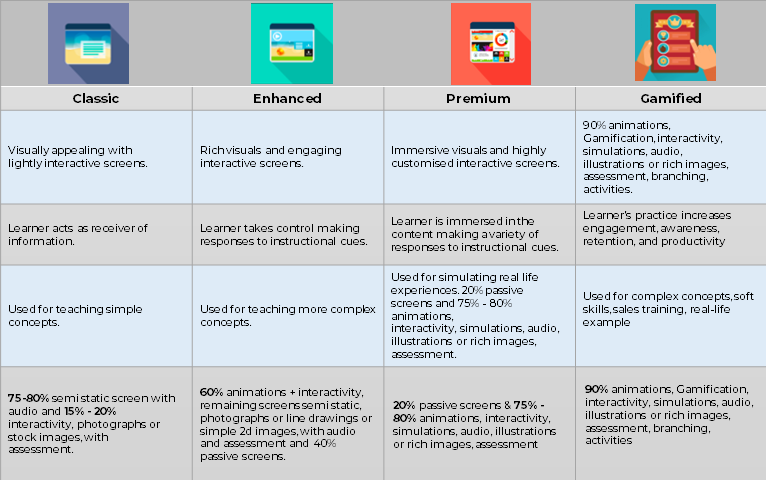 Classic
Enhanced
Premium
Gamified
Visually appealing with
lightly interactive screens.
Rich visuals and engaging
interactive screens.
Immersive visuals and highly
customised interactive screens.
90% animations,
Gamification, interactivity,
simulations, audio,
illustrations or rich images,
assessment, branching,
activities.
Learner acts as receiver of
information.
Learner takes control making
responses to instructional cues.
Learner is immersed in the
content making a variety of
responses to instructional cues.
Learner's practice increases
engagement, awareness,
retention, and productivity
Used for teaching simple
concepts.
Used for teaching more complex
concepts.
Used for simulating real life
experiences. 20% passive
screens and 75% - 80%
animations,
interactivity, simulations, audio,
illustrations or rich images,
assessment.
Used for complex concepts, soft
skills, sales training, real-life
example
75-80% semi static screen with
audio and 15% - 20%
interactivity, photographs or
stock images, with
assessment.
60% animations + interactivity,
remaining screens semi static,
photographs or line drawings or
simple 2d images, with audio
and assessment and 40%
passive screens.
20% passive screens & 75% -
80% animations, interactivity,
simulations, audio, illustrations
or rich images, assessment
90% animations, Gamification,
interactivity, simulations, audio,
illustrations or rich images,
assessment, branching,
activities